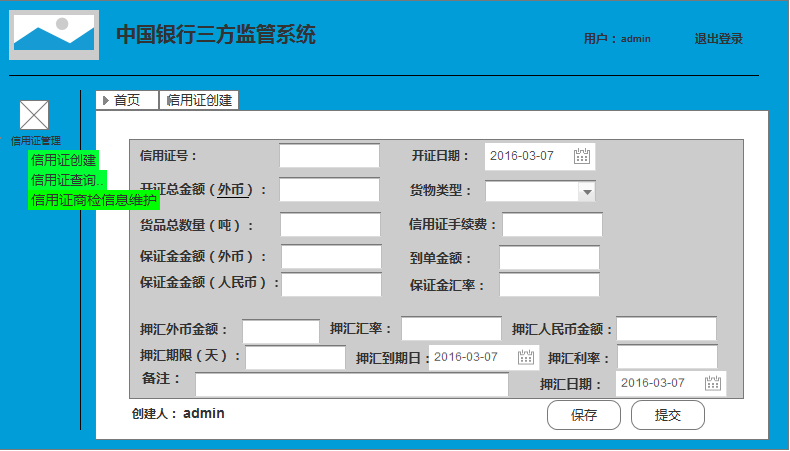 中国银行三方监管系统
用户：admin 退出登录
首页 信用证创建
信用证管理
信用证创建
信用证查询..
信用证商检信息维护
信用证号： 开证日期： 2016-03-07
开证总金额（外币）： 货物类型：
货品总数量（吨）： 信用证手续费：
保证金金额（外币）： 到单金额：
保证金金额（人民币）： 保证金汇率：
押汇外币金额： 押汇汇率： 押汇人民币金额：
押汇期限（天）： 押汇到期日： 2016-03-07 押汇利率：
备注： 押汇日期： 2016-03-07
创建人： admin 保存 提交